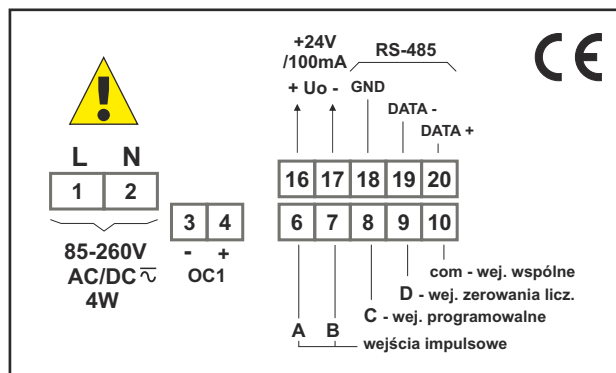 +24V
/100mA
RS-485
CE
+ Uo -
GND
DATA -
DATA +
L N
16 17 18 19 20
1 2
3 4
6 7 8 9 10
- +
OC1
85-260V
AC/DC
4W
com - wej. wspólne
D - wej. zerowania licz.
C - wej. programowalne
A B
wejścia impulsowe